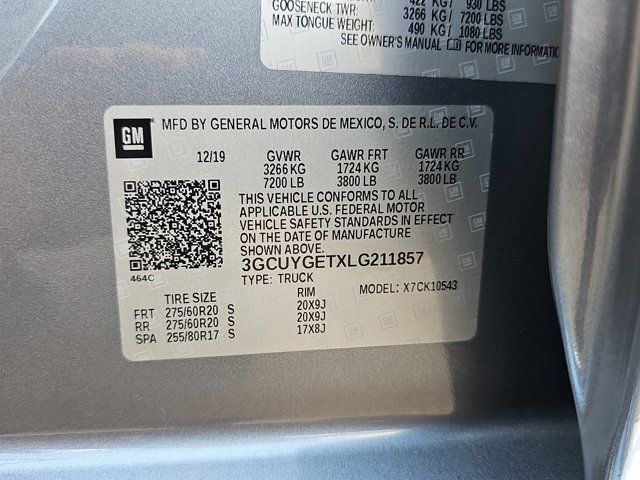 422 KG/ 930 LBS
GOOSENECK TWR: 3266 KG/ 7200 LBS
MAX TONGUE WEIGHT: 490 KG/ 1080 LBS
SEE OWNER'S MANUAL FOR MORE INFORMATIC
GM
MFD BY GENERAL MOTORS DE MEXICO, S. DE R.L. DE C.V.
12/19 GVWR GAWR FRT GAWR RR
3266 KG 1724 KG 1724 KG
7200 LB 3800 LB 3800 LB
THIS VEHICLE CONFORMS TO ALL
APPLICABLE U.S. FEDERAL MOTOR
VEHICLE SAFETY STANDARDS IN EFFECT
ON THE DATE OF MANUFACTURE
SHOWN ABOVE.
3GCUYGETXLG211857
464C
TYPE: TRUCK MODEL: X7CK10543
TIRE SIZE RIM
FRT 275/60R20 S 20X9J
RR 275/60R20 S 20X9J
SPA 255/80R17 S 17X8J